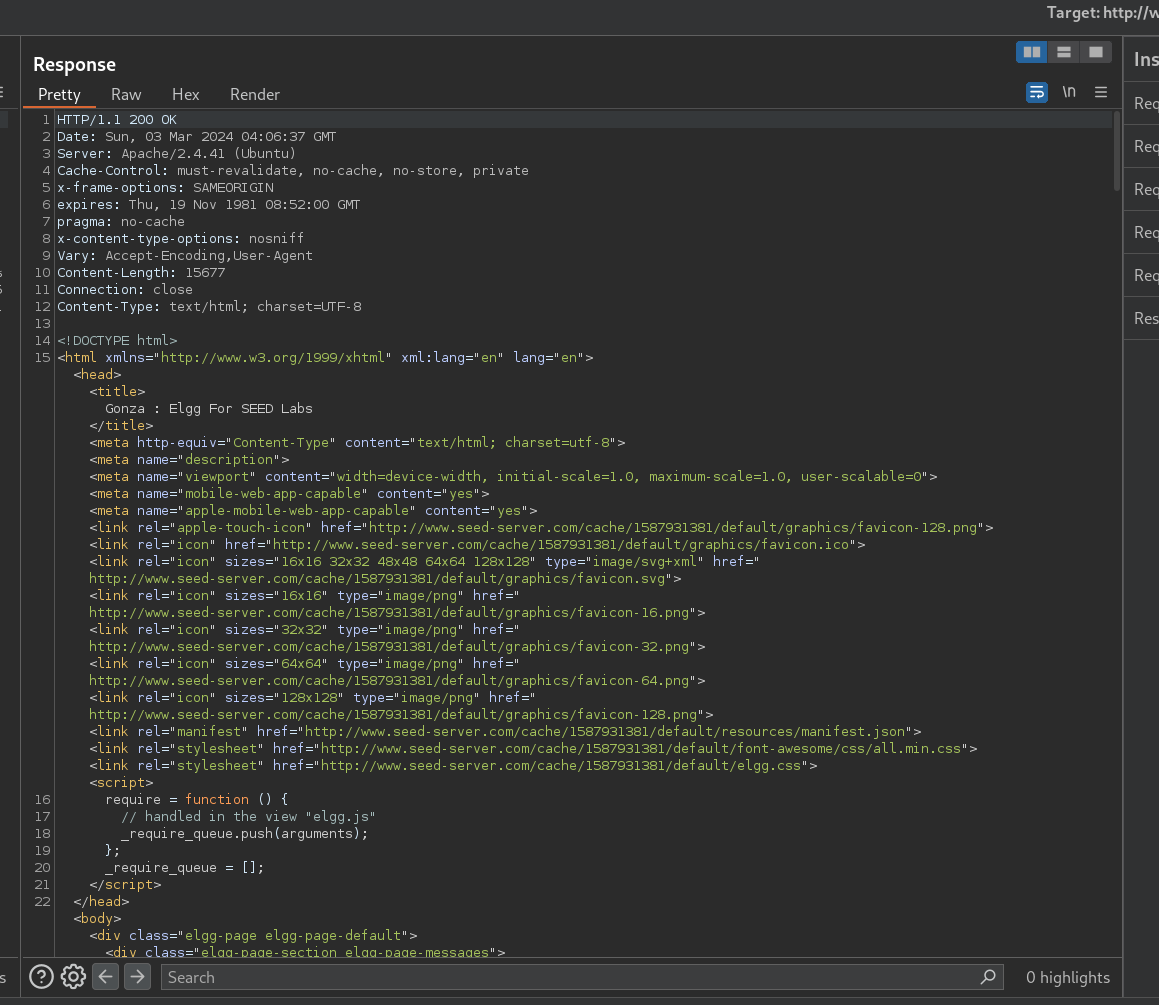 Target: http://w
Response
Ins
Pretty Raw Hex Render
\n
Req
Req
Req
Req
Req
Res
1 HTTP/1.1 200 OK
2 Date: Sun, 03 Mar 2024 04:06:37 GMT
3 Server: Apache/2.4.41 (Ubuntu)
4 Cache-Control: must-revalidate, no-cache, no-store, private
5 x-frame-options: SAMEORIGIN
6 expires: Thu, 19 Nov 1981 08:52:00 GMT
7 pragma: no-cache
8 x-content-type-options: nosniff
9 Vary: Accept-Encoding,User-Agent
10 Content-Length: 15677
11 Connection: close
12 Content-Type: text/html; charset=UTF-8
13
14 <!DOCTYPE html>
15 <html xmlns="http://www.w3.org/1999/xhtml" xml:lang="en" lang="en">
<head>
<title>
Gonza : Elgg For SEED Labs
</title>
<meta http-equiv="Content-Type" content="text/html; charset=utf-8">
<meta name="description">
<meta name="viewport" content="width=device-width, initial-scale=1.0, maximum-scale=1.0, user-scalable=0">
<meta name="mobile-web-app-capable" content="yes">
<meta name="apple-mobile-web-app-capable" content="yes">
<link rel="apple-touch-icon" href="http://www.seed-server.com/cache/1587931381/default/graphics/favicon-128.png">
<link rel="icon" href="http://www.seed-server.com/cache/1587931381/default/graphics/favicon.ico">
<link rel="icon" sizes="16x16 32x32 48x48 64x64 128x128" type="image/svg+xml" href="
http://www.seed-server.com/cache/1587931381/default/graphics/favicon.svg">
<link rel="icon" sizes="16x16" type="image/png" href="
http://www.seed-server.com/cache/1587931381/default/graphics/favicon-16.png">
<link rel="icon" sizes="32x32" type="image/png" href="
http://www.seed-server.com/cache/1587931381/default/graphics/favicon-32.png">
<link rel="icon" sizes="64x64" type="image/png" href="
http://www.seed-server.com/cache/1587931381/default/graphics/favicon-64.png">
<link rel="icon" sizes="128x128" type="image/png" href="
http://www.seed-server.com/cache/1587931381/default/graphics/favicon-128.png">
<link rel="manifest" href="http://www.seed-server.com/cache/1587931381/default/resources/manifest.json">
<link rel="stylesheet" href="http://www.seed-server.com/cache/1587931381/default/font-awesome/css/all.min.css">
<link rel="stylesheet" href="http://www.seed-server.com/cache/1587931381/default/elgg.css">
<script>
16 require = function () {
17 // handled in the view "elgg.js"
18 _require_queue.push(arguments);
19 };
20 _require_queue = [];
21 </script>
22 </head>
<body>
<div class="elgg-page elgg-page-default">
<div class="elgg-page-section elgg-page-messages">
s
Search
0 highlights